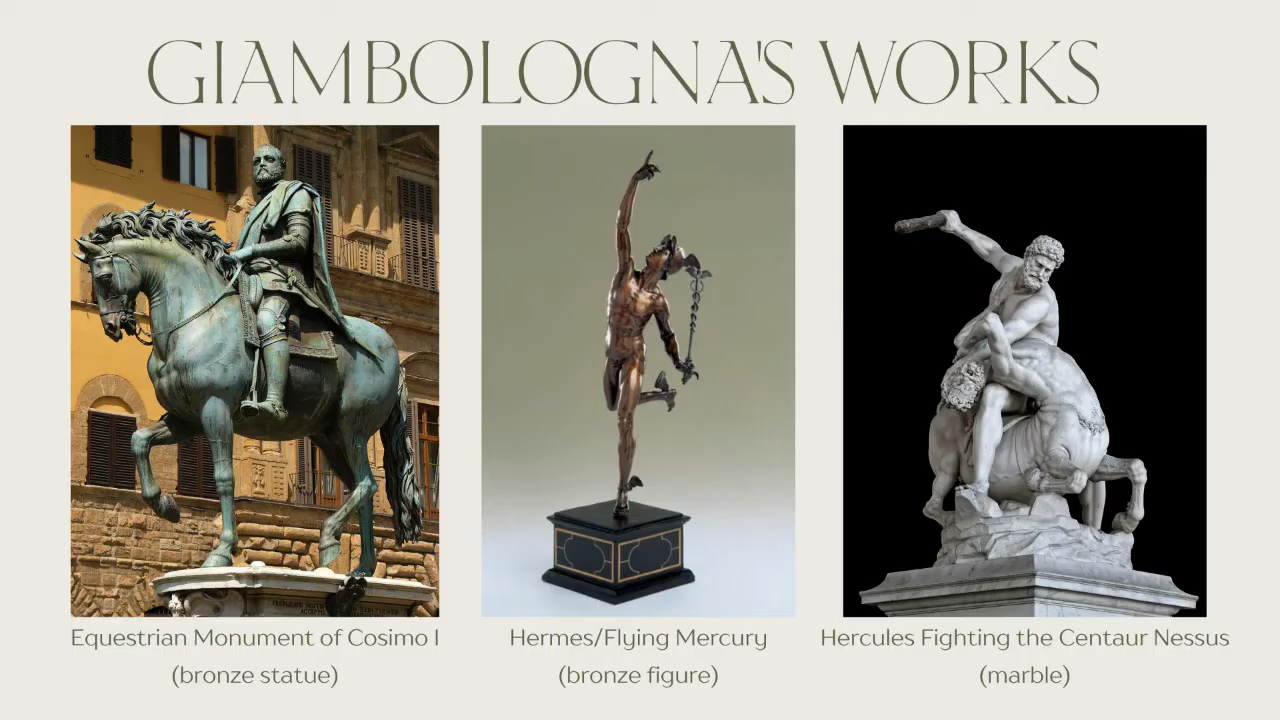 GIAMBOLOGNA'S WORKS
Equestrian Monument of Cosimo I
(bronze statue)
Hermes/Flying Mercury
(bronze figure)
Hercules Fighting the Centaur Nessus
(marble)